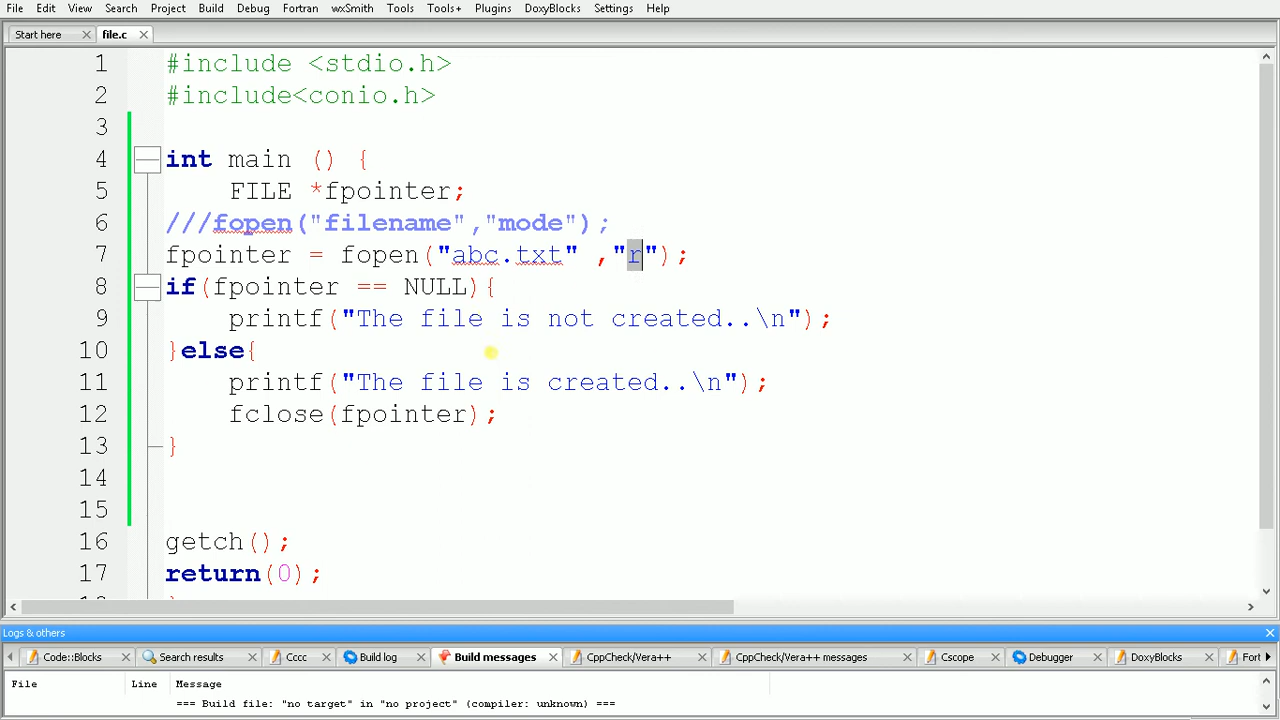 File Edit View Search Project Build Debug Fortran wxSmith Tools Tools+ Plugins DoxyBlocks Settings Help
Start here file.c
1 #include <stdio.h>
2 #include<conio.h>
3
4 int main () {
5 FILE *fpointer;
6 ///fopen("filename","mode");
7 fpointer = fopen("abc.txt" ,"r");
8 if(fpointer == NULL){
9 printf("The file is not created..\n");
10 }else{
11 printf("The file is created..\n");
12 fclose(fpointer);
13 }
14
15
16 getch();
17 return(0);
Logs & others
Code::Blocks Search results Cccc Build log Build messages CppCheck/Vera++ CppCheck/Vera++ messages Cscope Debugger DoxyBlocks Fort
File Line Message
=== Build file: "no target" in "no project" (compiler: unknown) ===